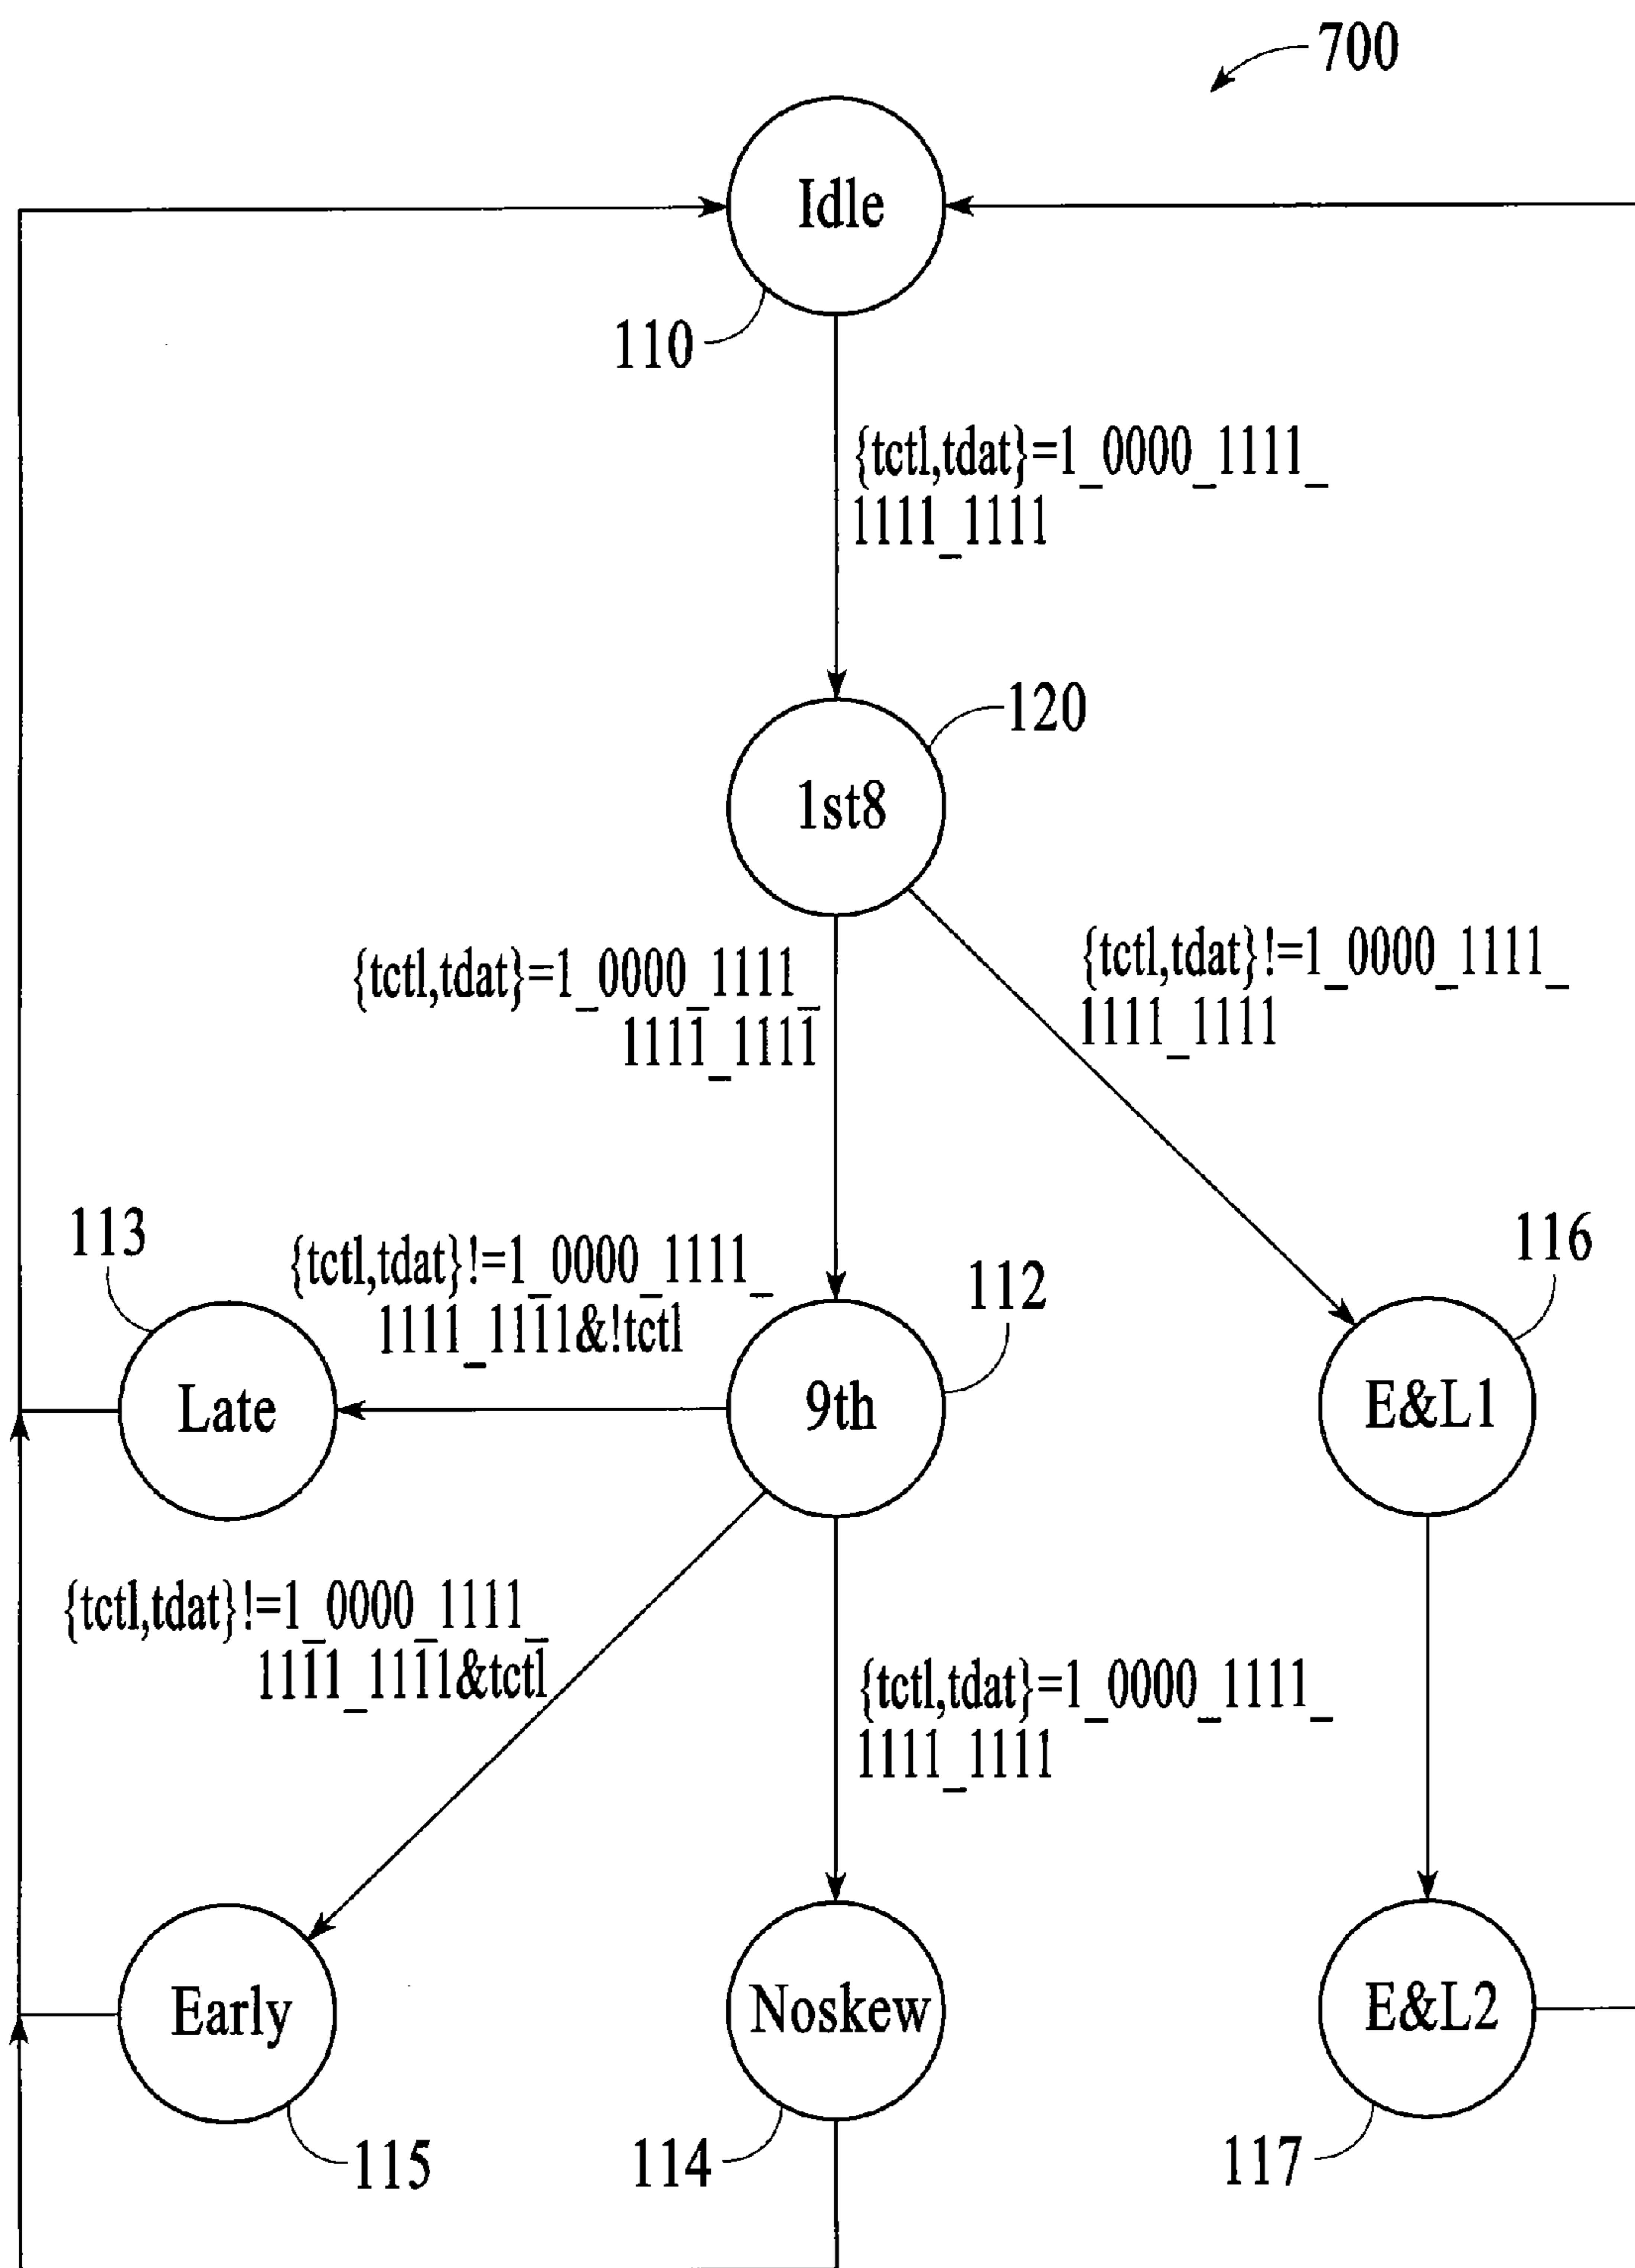 700
Idle
110
{tctl,tdat}=1_0000_1111_
1111_1111
120
1st8
{tctl,tdat}=1_0000_1111_
1111_1111
{tctl,tdat}!=1_0000_1111_
1111_1111
113
{tctl,tdat}!=1_0000_1111_
1111_1111&!tctl
112
116
Late
9th
E&L1
{tctl,tdat}!=1_0000_1111_
1111_1111&tctl
{tctl,tdat}=1_0000_1111_
1111_1111
Early
Noskew
E&L2
115
114
117